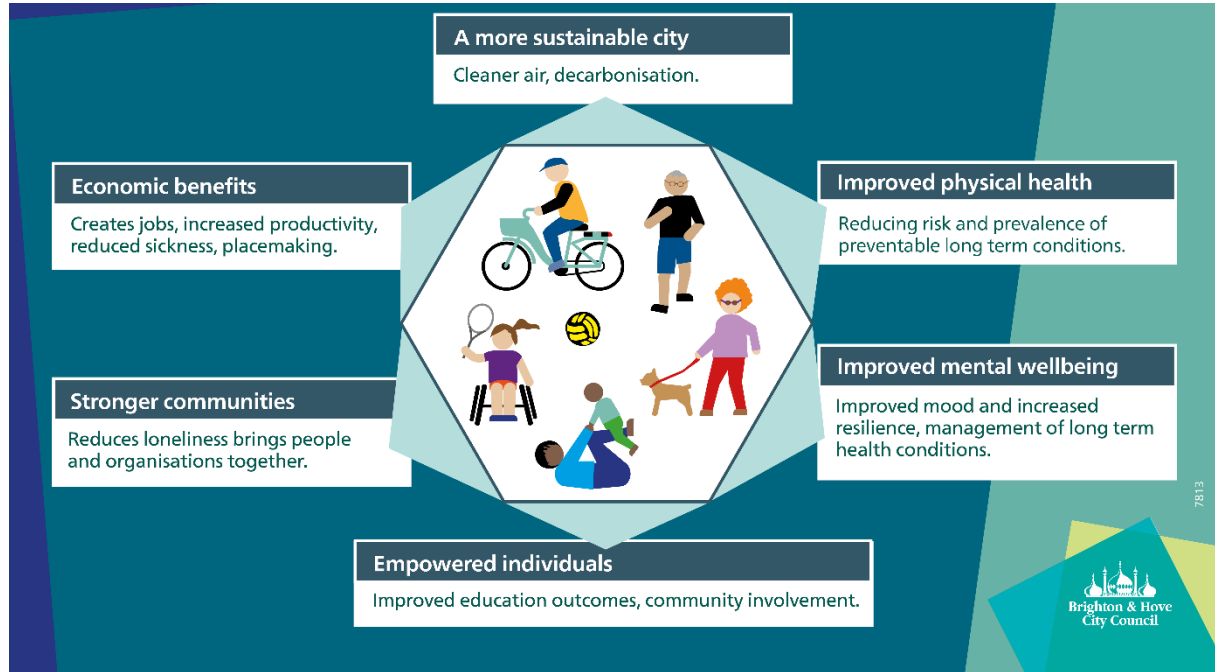 A more sustainable city
Cleaner air, decarbonisation.
Economic benefits
Creates jobs, increased productivity,
reduced sickness, placemaking.
Improved physical health
Reducing risk and prevalence of
preventable long term conditions.
Stronger communities
Reduces loneliness brings people
and organisations together.
Improved mental wellbeing
Improved mood and increased
resilience, management of long term
health conditions.
Empowered individuals
Improved education outcomes, community involvement.
7813
Brighton & Hove
City Council